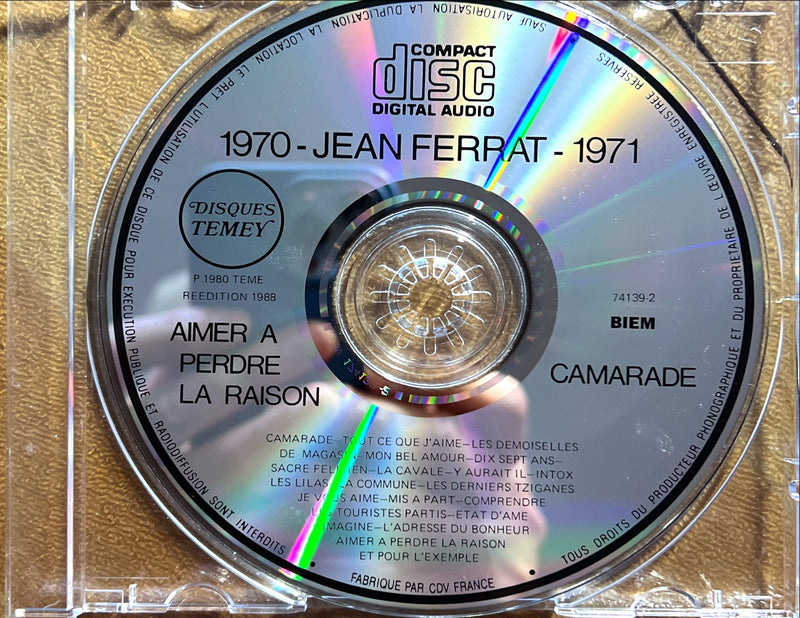 COMPACT
disc
DIGITAL AUDIO
1970 - JEAN FERRAT - 1971
DISQUES
TEMEY
P 1980 TEME
REEDITION 1988
74139-2
BIEM
AIMER A
PERDRE
LA RAISON
CAMARADE
CAMARADE—TOUT CE QUE J'AIME—LES DEMOISELLES
DE MAGASIN—MON BEL AMOUR—DIX SEPT ANS—
SACRE FELICIEN—LA CAVALE—Y AURAIT IL—INTOX
LES LILAS—LA COMMUNE—LES DERNIERS TZIGANES
JE VOUS AIME—MIS A PART—COMPRENDRE
LES TOURISTES PARTIS—ETAT D'AME
IMAGINE—L'ADRESSE DU BONHEUR
AIMER A PERDRE LA RAISON
ET POUR L'EXEMPLE
FABRIQUE PAR CDV FRANCE
TOUS DROITS DU PRODUCTEUR PHONOGRAPHIQUE ET DU PROPRIETAIRE DE L'ŒUVRE ENREGISTREE RESERVES
SAUF AUTORISATION LA DUPLICATION LA LOCATION LE PRET L'UTILISATION DE CE DISQUE POUR EXECUTION PUBLIQUE ET RADIODIFFUSION SONT INTERDITS